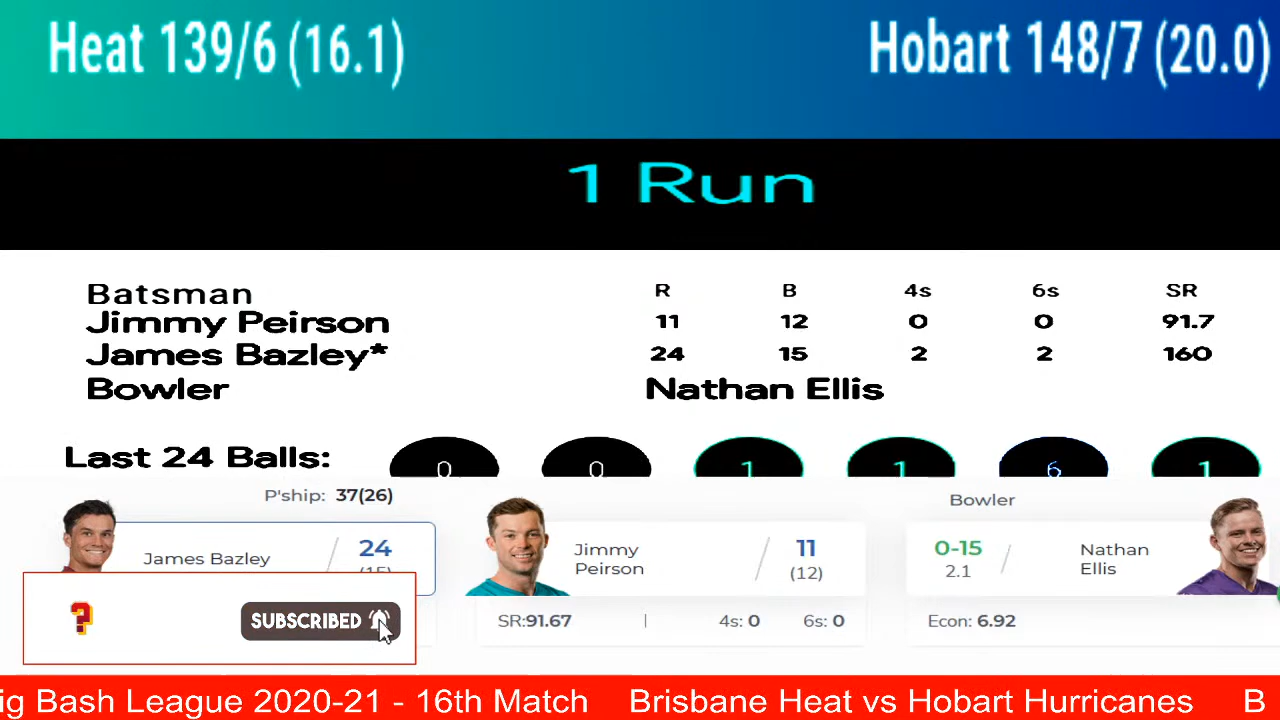 Heat 139/6 (16.1) Hobart 148/7 (20.0)
1 Run
Batsman R B 4s 6s SR
Jimmy Peirson 11 12 0 0 91.7
James Bazley* 24 15 2 2 160
Bowler Nathan Ellis
Last 24 Balls: 0 0 1 1 6 1
P'ship: 37(26) Bowler
James Bazley / 24
(15)
Jimmy
Peirson / 11
(12)
0-15
2.1 / Nathan
Ellis
? SUBSCRIBED
SR:91.67 | 4s: 0 6s: 0
Econ: 6.92
ig Bash League 2020-21 - 16th Match Brisbane Heat vs Hobart Hurricanes B